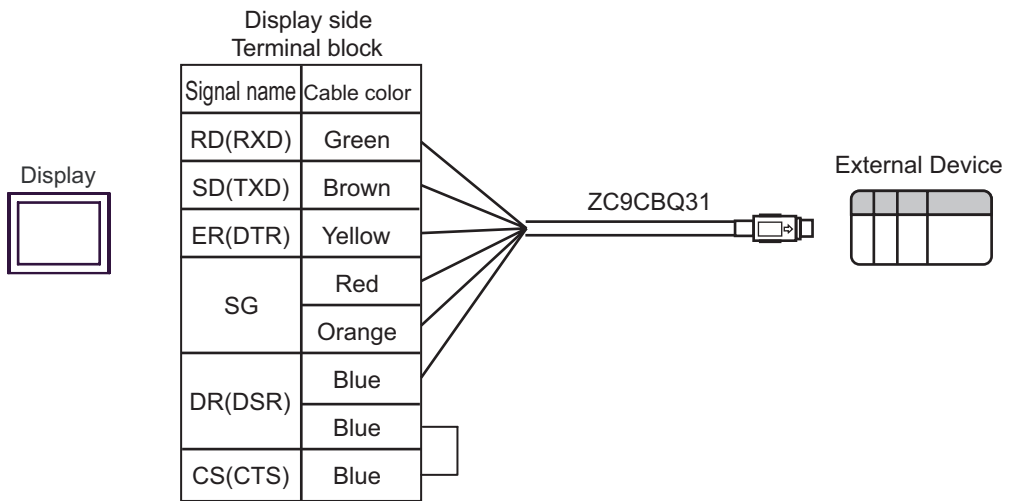 Display side
Terminal block
Signal name Cable color
RD(RXD) Green
SD(TXD) Brown
ER(DTR) Yellow
SG Red
Orange
DR(DSR) Blue
Blue
CS(CTS) Blue
Display
ZC9CBQ31
External Device